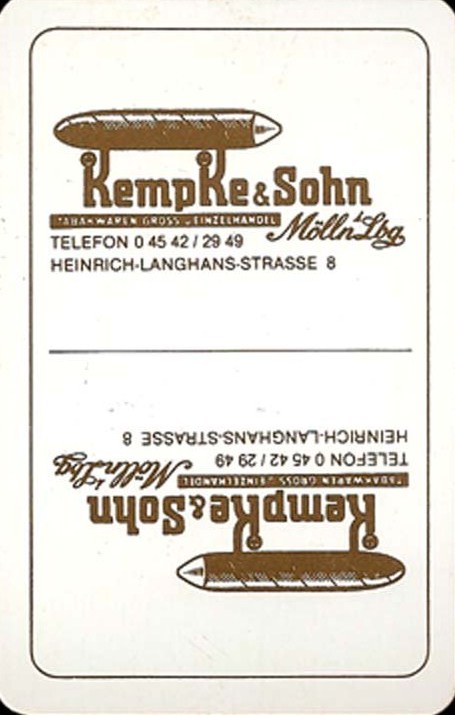 Kempke & Sohn
TABAKWAREN GROSS - EINZELHANDEL
Mölln i. Lbg
TELEFON 0 45 42 / 29 49
HEINRICH-LANGHANS-STRASSE 8
HEINRICH-LANGHANS-STRASSE 8
TELEFON 0 45 42 / 29 49
Mölln i. Lbg
TABAKWAREN GROSS - EINZELHANDEL
Kempke & Sohn